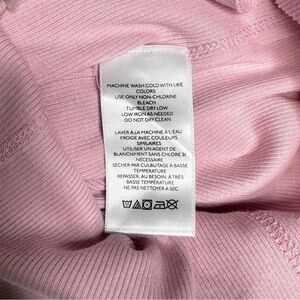 MACHINE WASH COLD WITH LIKE
COLORS
USE ONLY NON-CHLORINE
BLEACH
TUMBLE DRY LOW
LOW IRON AS NEEDED
DO NOT DRY CLEAN
LAVER À LA MACHINE À L'EAU
FROIDE AVEC COULEURS
SIMILAIRES
UTILISER UN AGENT DE
BLANCHIMENT SANS CHLORE SI
NÉCESSAIRE
SÉCHER PAR CULBUTAGE À BASSE
TEMPÉRATURE
REPASSER, AU BESOIN, À TRÈS
BASSE TEMPÉRATURE
NE PAS NETTOYER À SEC